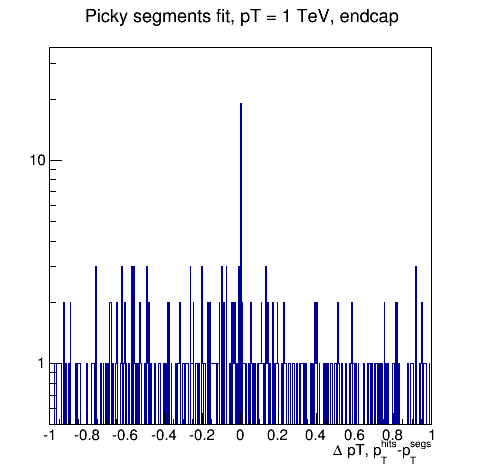 Picky segments fit, pT = 1 TeV, endcap
10
1
-1 -0.8 -0.6 -0.4 -0.2 0 0.2 0.4 0.6 0.8 1
Δ pT, p_T^hits-p_T^segs